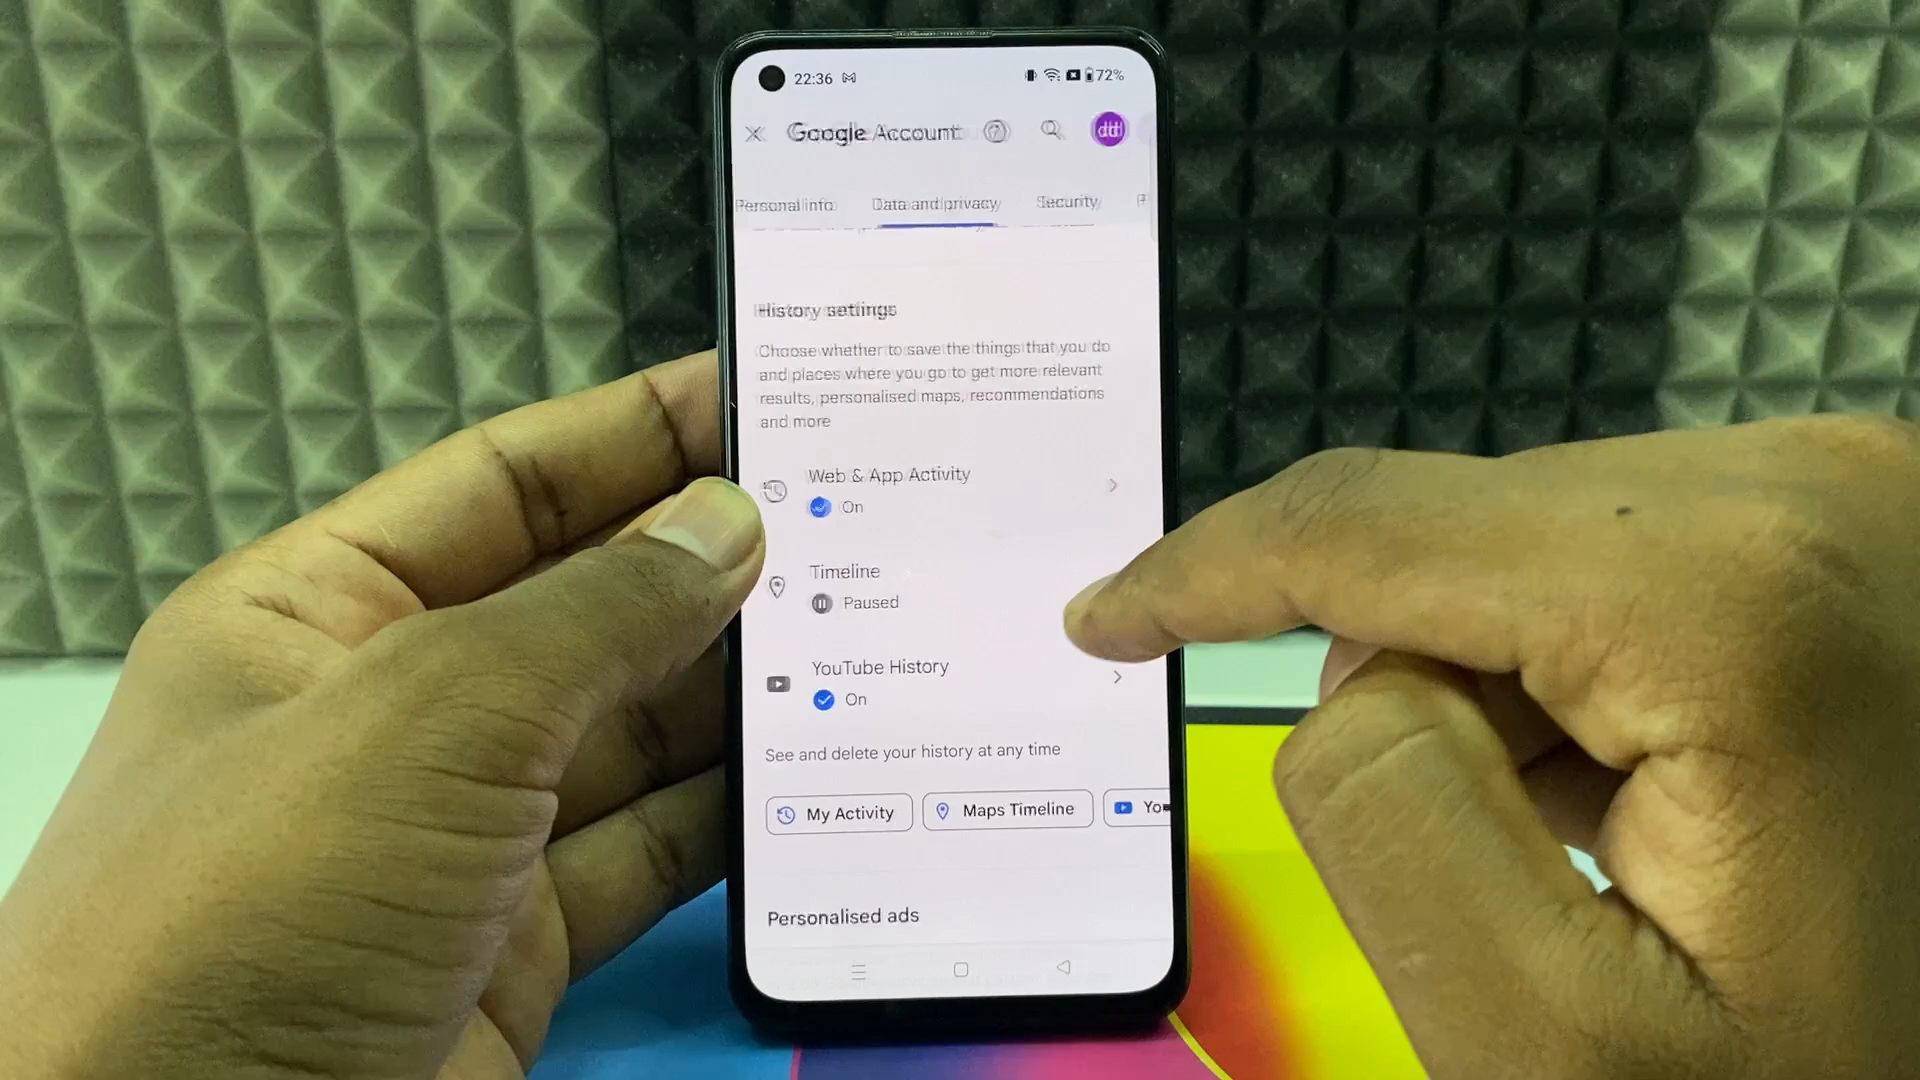 22:36 72%
Google Account
Personal info Data and privacy Security
History settings
Choose whether to save the things that you do
and places where you go to get more relevant
results, personalised maps, recommendations
and more
Web & App Activity
On
Timeline
Paused
YouTube History
On
See and delete your history at any time
My Activity Maps Timeline
Personalised ads